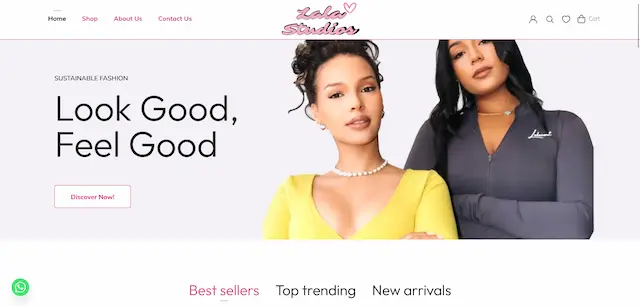 Home Shop About Us Contact Us
Lala
Studios
Cart
SUSTAINABLE FASHION
Look Good,
Feel Good
Discover Now!
Best sellers Top trending New arrivals